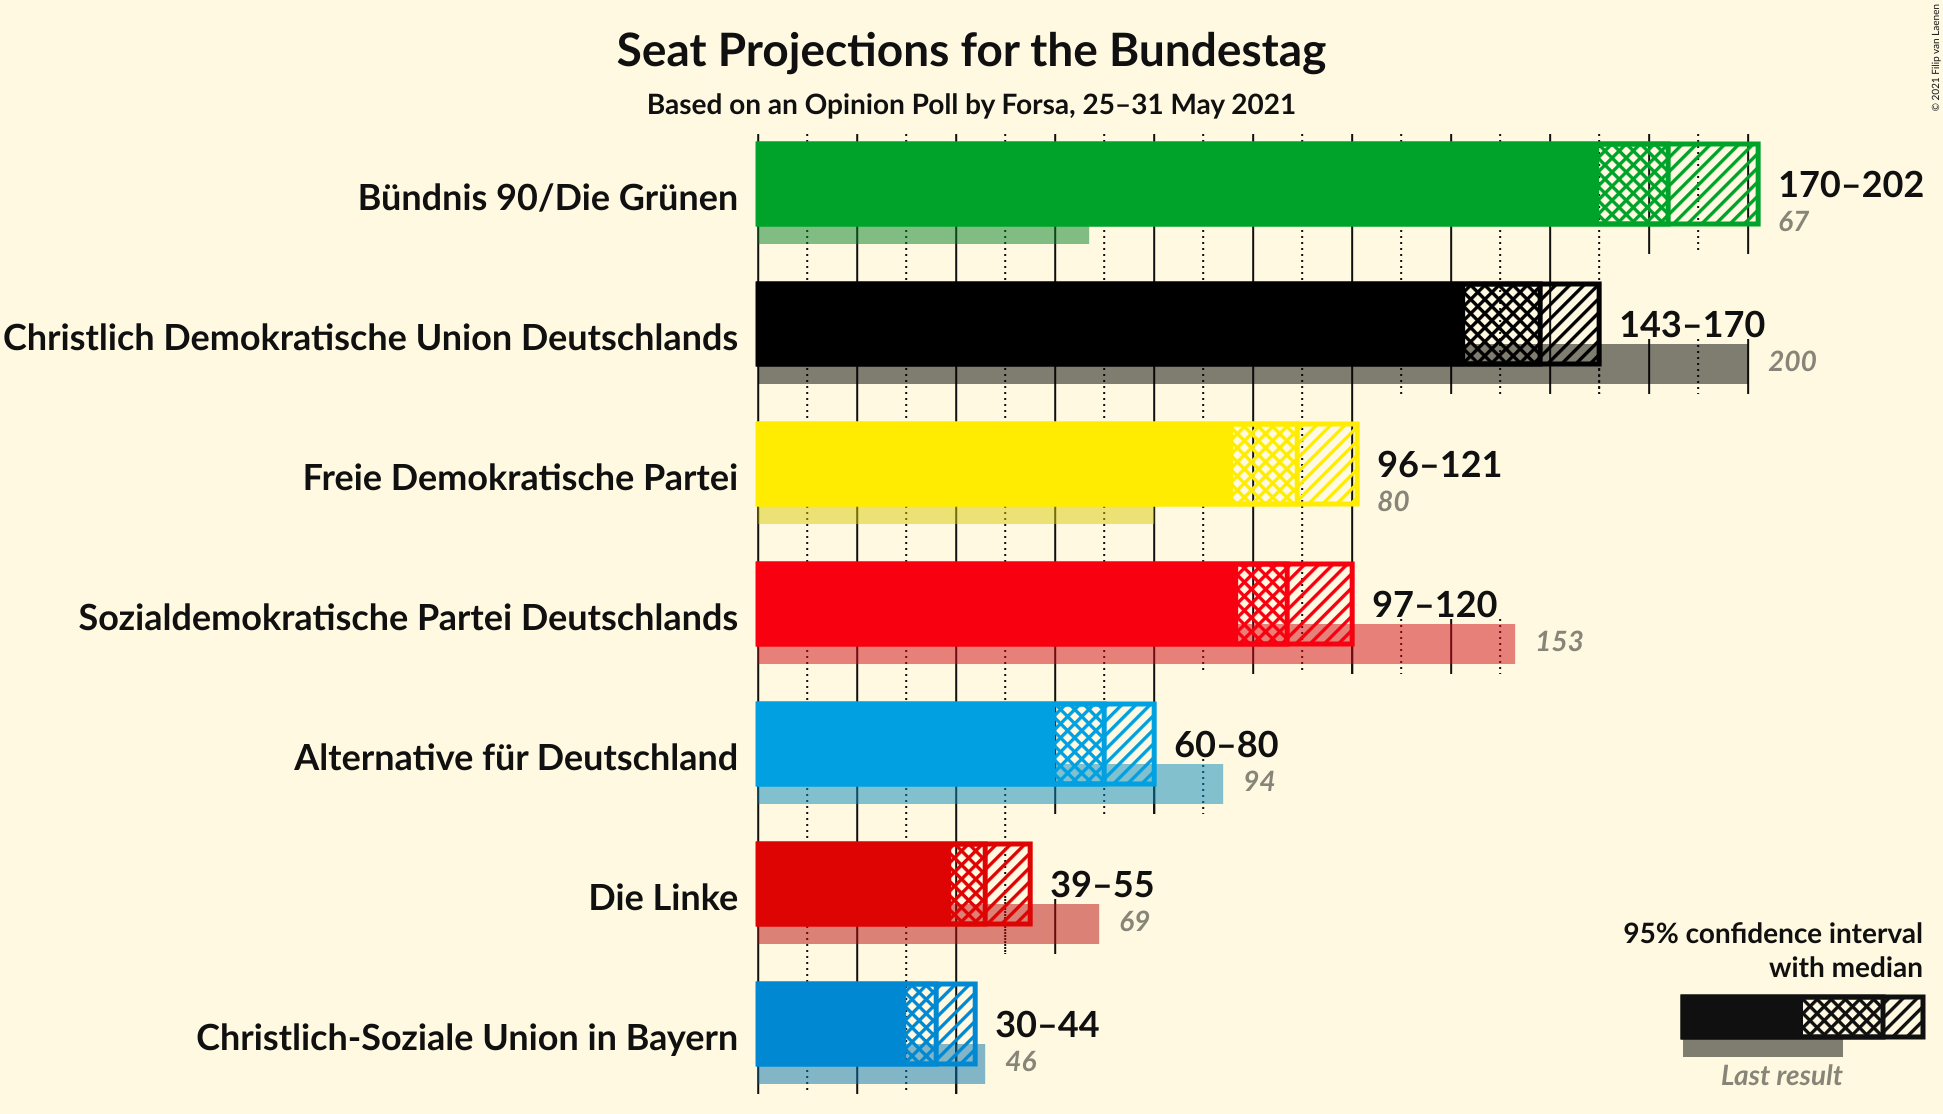 Seat Projections for the Bundestag
Based on an Opinion Poll by Forsa, 25–31 May 2021
© 2021 Filip van Laenen
Bündnis 90/Die Grünen
170–202
67
Christlich Demokratische Union Deutschlands
143–170
200
Freie Demokratische Partei
96–121
80
Sozialdemokratische Partei Deutschlands
97–120
153
Alternative für Deutschland
60–80
94
Die Linke
39–55
69
Christlich-Soziale Union in Bayern
30–44
46
95% confidence interval
with median
Last result